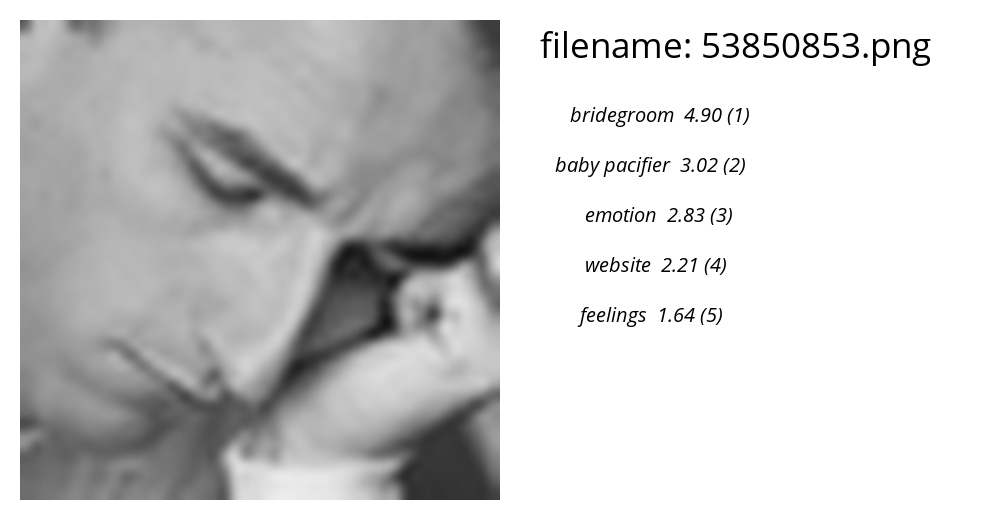 filename: 53850853.png
bridegroom 4.90 (1)
baby pacifier 3.02 (2)
emotion 2.83 (3)
website 2.21 (4)
feelings 1.64 (5)